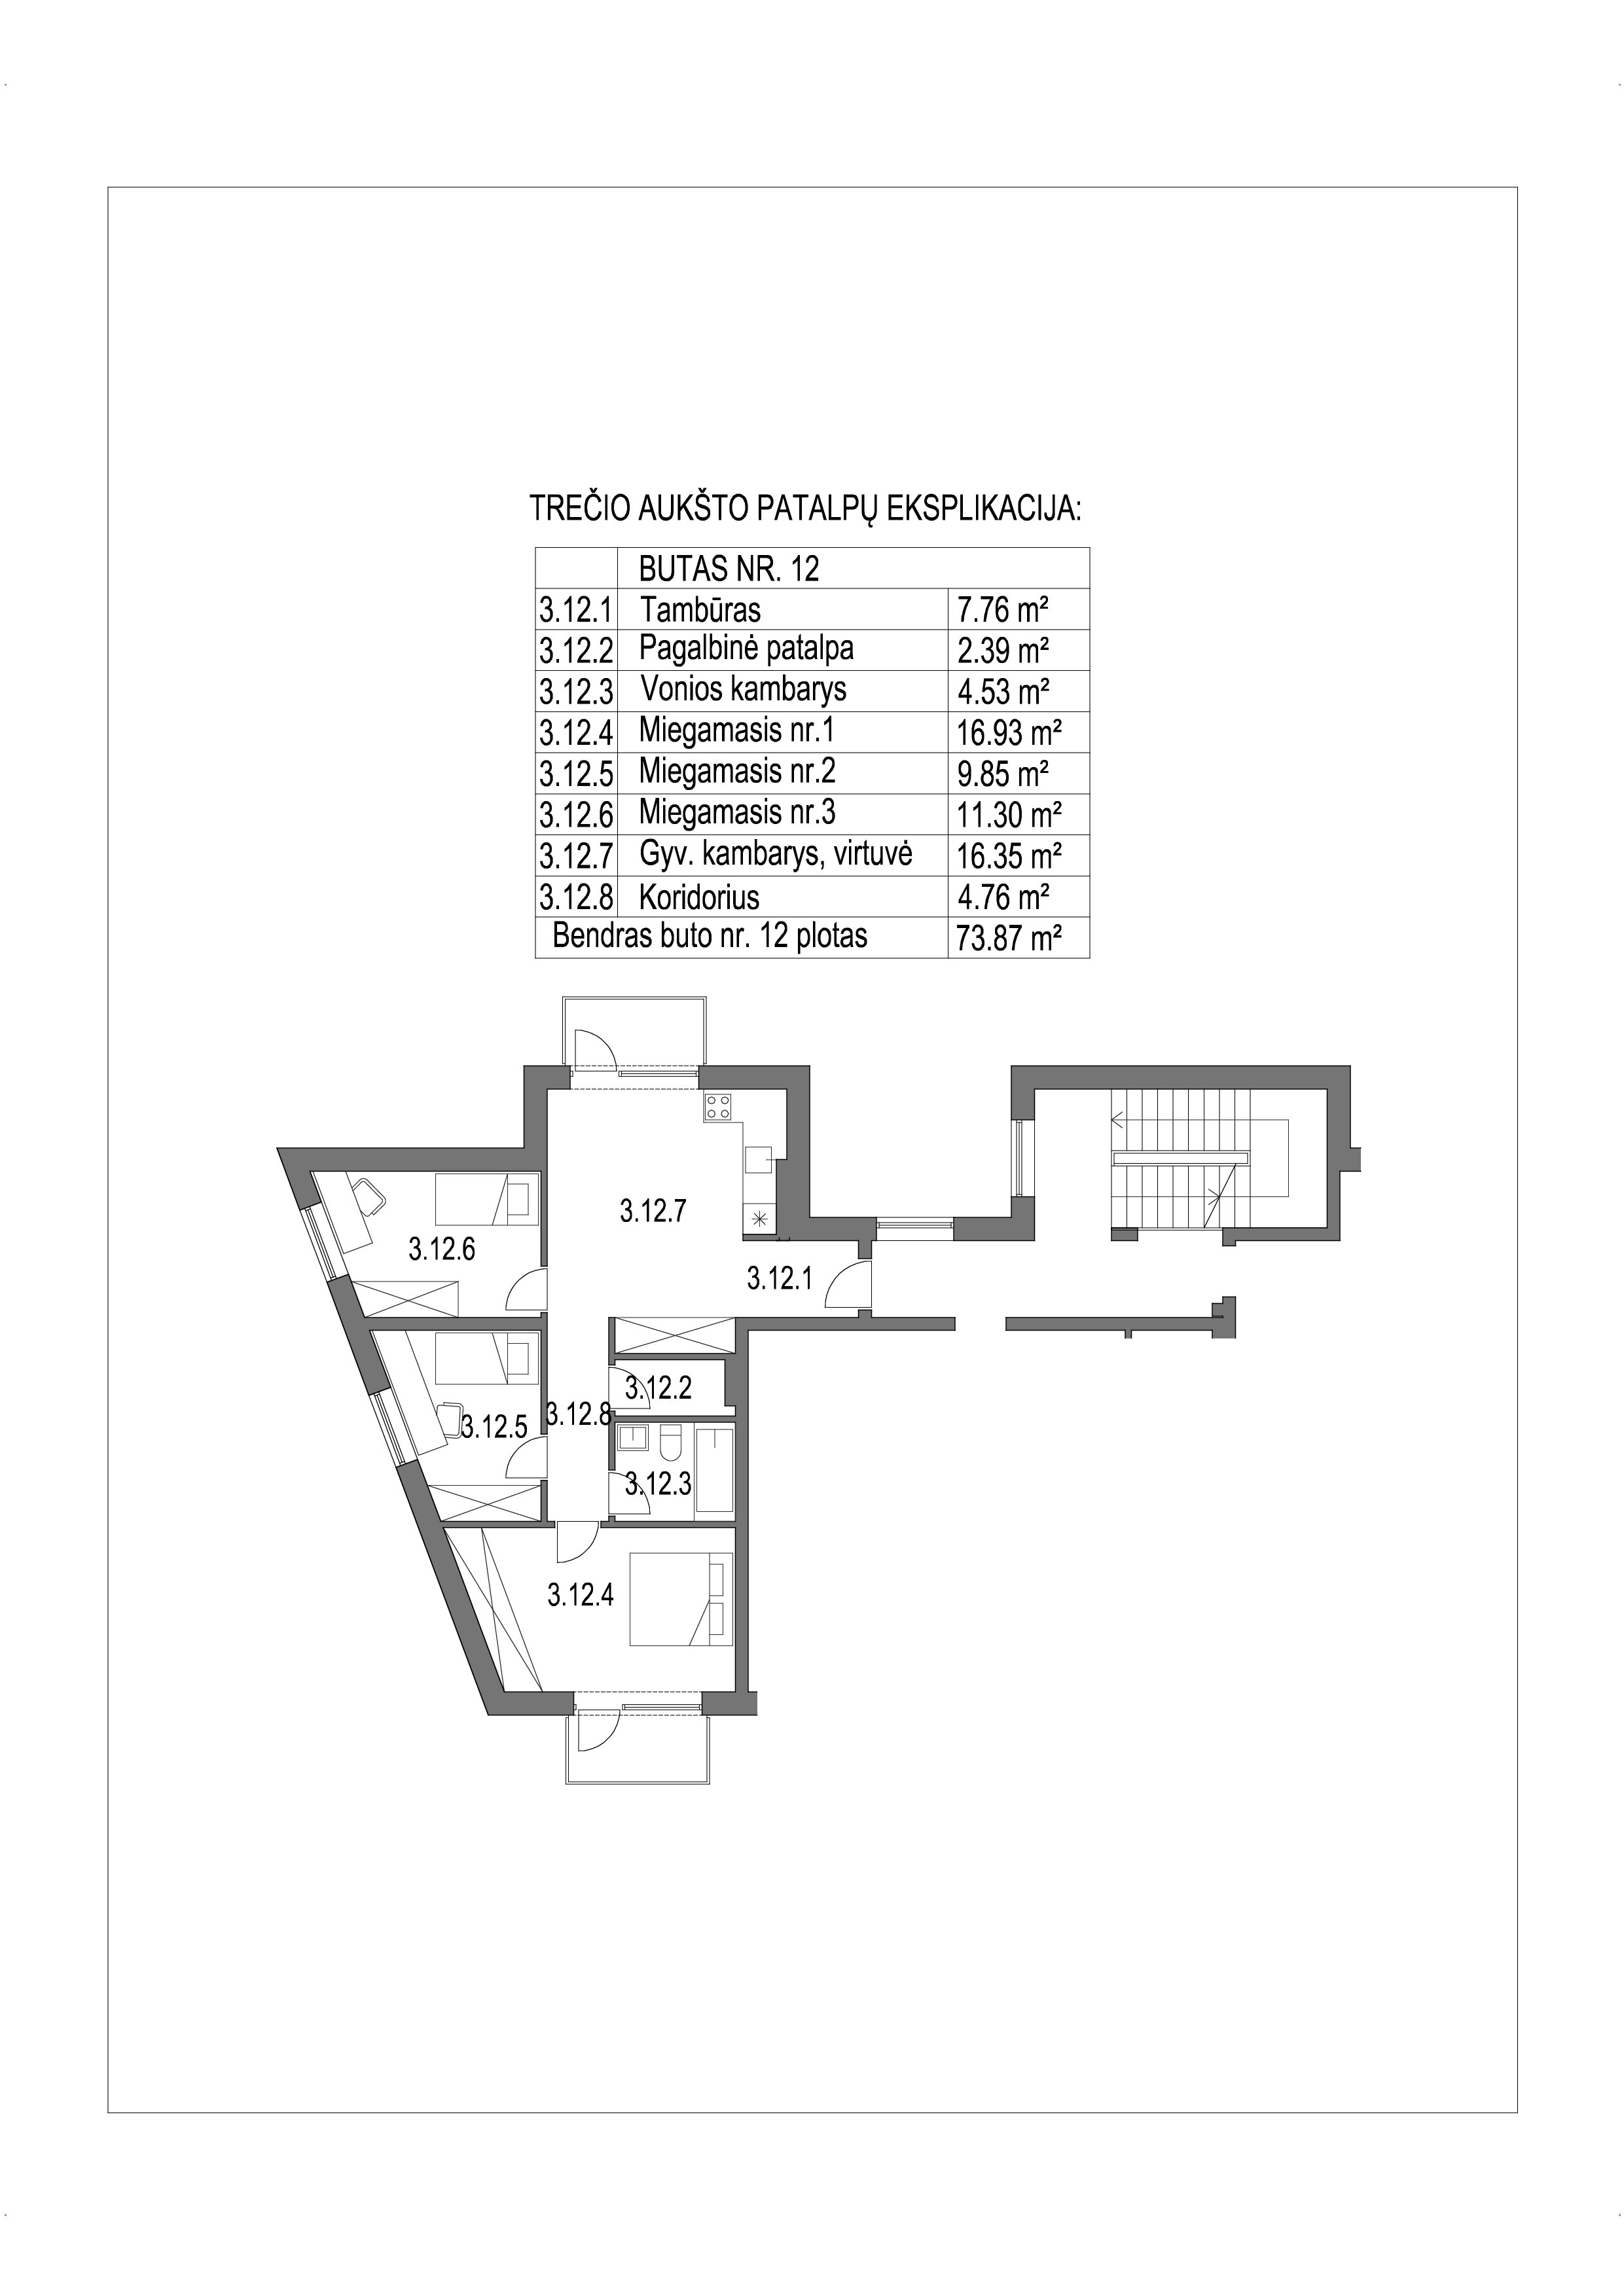 TREČIO AUKŠTO PATALPŲ EKSPLIKACIJA:
BUTAS NR. 12
3.12.1 Tambūras 7.76 m²
3.12.2 Pagalbinė patalpa 2.39 m²
3.12.3 Vonios kambarys 4.53 m²
3.12.4 Miegamasis nr.1 16.93 m²
3.12.5 Miegamasis nr.2 9.85 m²
3.12.6 Miegamasis nr.3 11.30 m²
3.12.7 Gyv. kambarys, virtuvė 16.35 m²
3.12.8 Koridorius 4.76 m²
Bendras buto nr. 12 plotas 73.87 m²
3.12.7
3.12.6
3.12.1
3.12.2
3.12.8
3.12.5
3.12.3
3.12.4